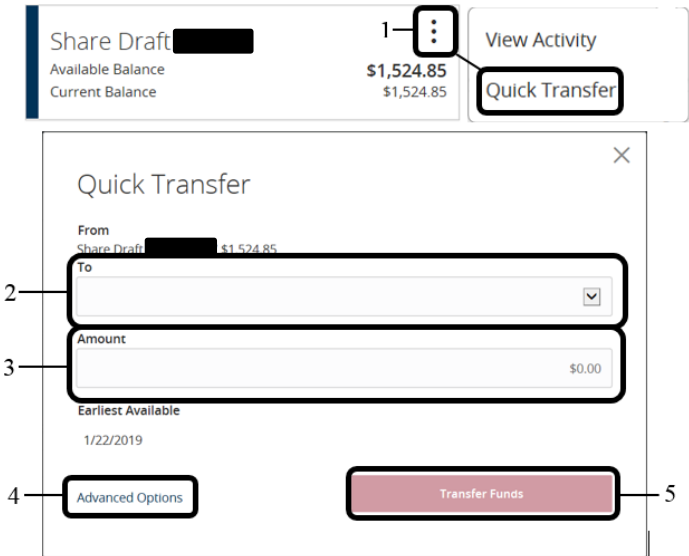 1
Share Draft
Available Balance $1,524.85
Current Balance $1,524.85
View Activity
Quick Transfer
Quick Transfer
From
Share Draft $1,524.85
2
To
3
Amount
$0.00
Earliest Available
1/22/2019
4
Advanced Options
Transfer Funds
5